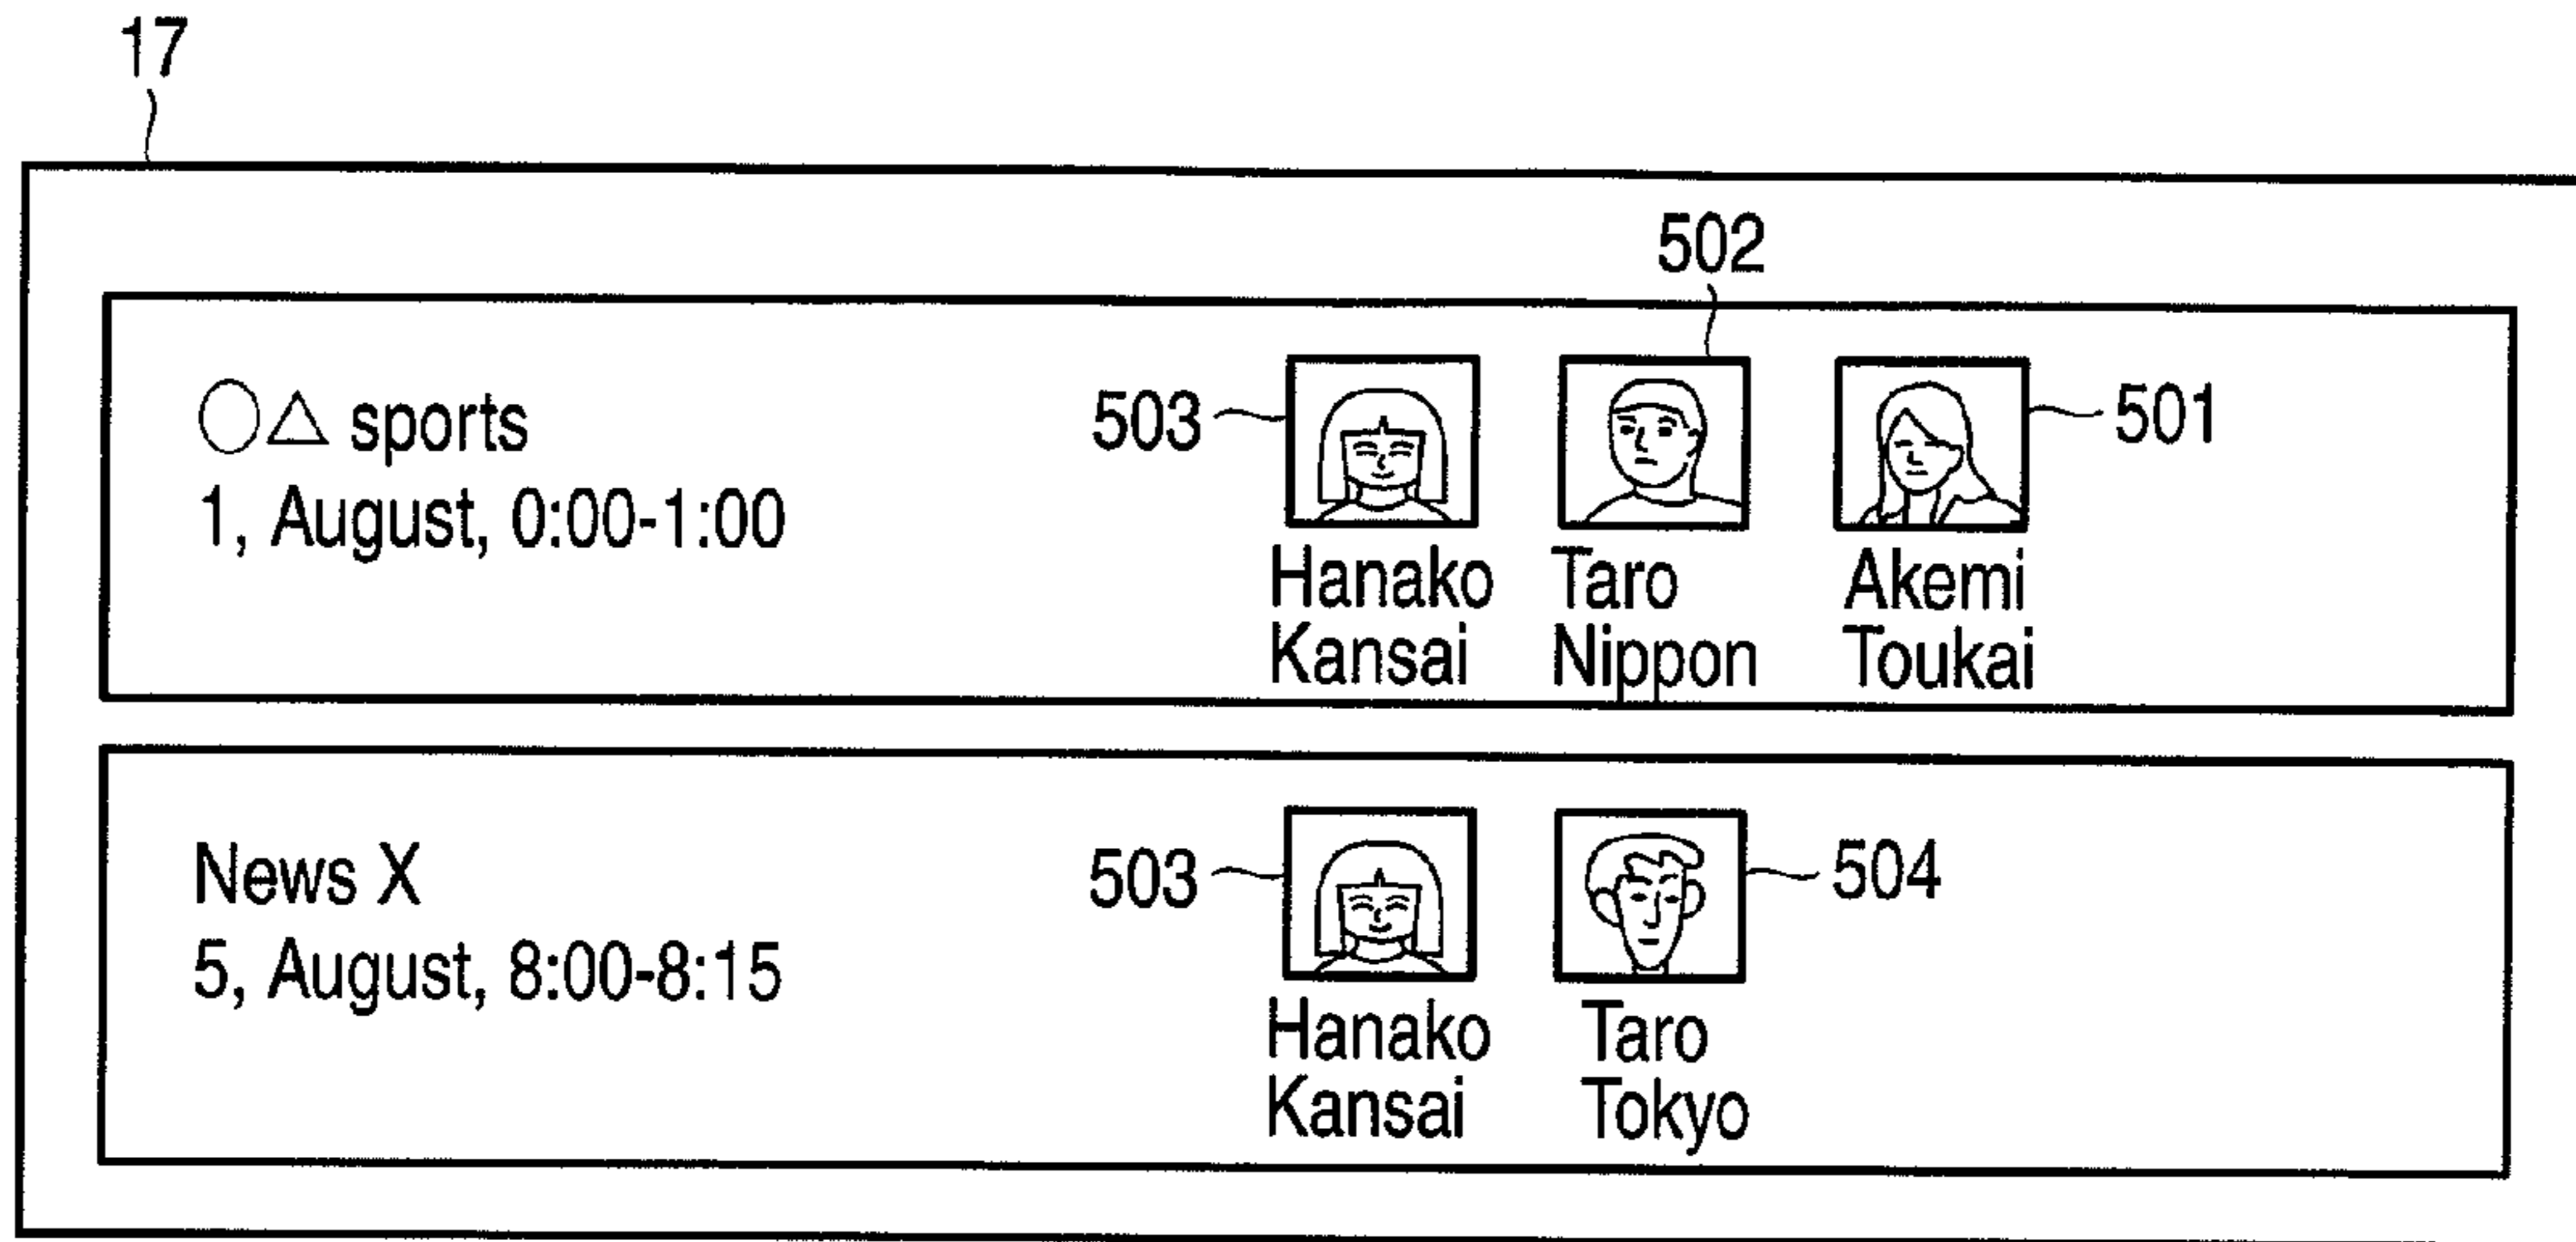 17
502
503
501
○△ sports
1, August, 0:00-1:00
Hanako Kansai
Taro Nippon
Akemi Toukai
503
504
News X
5, August, 8:00-8:15
Hanako Kansai
Taro Tokyo